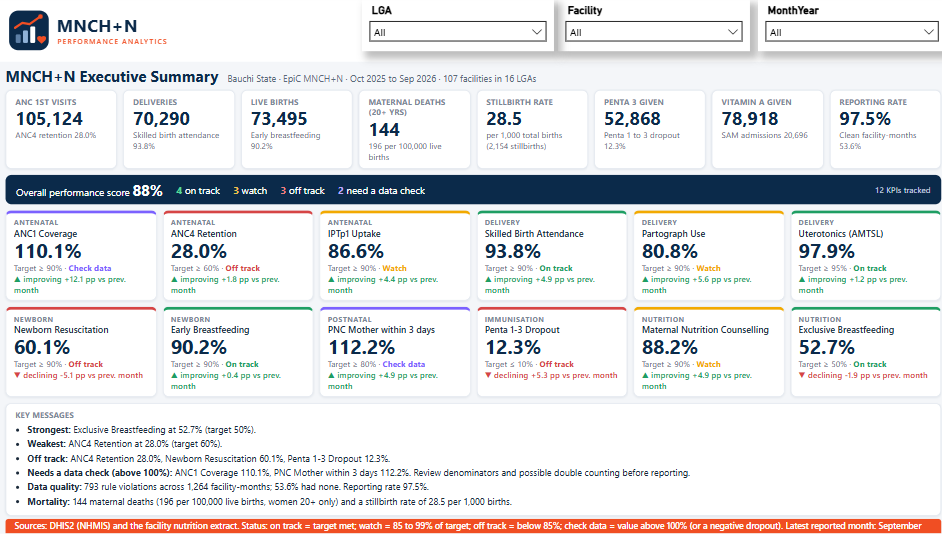 MNCH+N
PERFORMANCE ANALYTICS
LGA
All
Facility
All
MonthYear
All
MNCH+N Executive Summary Bauchi State · EpiC MNCH+N · Oct 2025 to Sep 2026 · 107 facilities in 16 LGAs
ANC 1ST VISITS
105,124
ANC4 retention 28.0%
DELIVERIES
70,290
Skilled birth attendance
93.8%
LIVE BIRTHS
73,495
Early breastfeeding
90.2%
MATERNAL DEATHS
(20+ YRS)
144
196 per 100,000 live
births
STILLBIRTH RATE
28.5
per 1,000 total births
(2,154 stillbirths)
PENTA 3 GIVEN
52,868
Penta 1 to 3 dropout
12.3%
VITAMIN A GIVEN
78,918
SAM admissions 20,696
REPORTING RATE
97.5%
Clean facility-months
53.6%
Overall performance score 88% 4 on track 3 watch 3 off track 2 need a data check 12 KPIs tracked
ANTENATAL
ANC1 Coverage
110.1%
Target ≥ 90% · Check data
▲ improving +12.1 pp vs prev.
month
ANTENATAL
ANC4 Retention
28.0%
Target ≥ 60% · Off track
▲ improving +1.8 pp vs prev.
month
ANTENATAL
IPTp1 Uptake
86.6%
Target ≥ 90% · Watch
▲ improving +4.4 pp vs prev.
month
DELIVERY
Skilled Birth Attendance
93.8%
Target ≥ 90% · On track
▲ improving +4.9 pp vs prev.
month
DELIVERY
Partograph Use
80.8%
Target ≥ 90% · Watch
▲ improving +5.6 pp vs prev.
month
DELIVERY
Uterotonics (AMTSL)
97.9%
Target ≥ 95% · On track
▲ improving +1.2 pp vs prev.
month
NEWBORN
Newborn Resuscitation
60.1%
Target ≥ 90% · Off track
▼ declining -5.1 pp vs prev. month
NEWBORN
Early Breastfeeding
90.2%
Target ≥ 90% · On track
▲ improving +0.4 pp vs prev.
month
POSTNATAL
PNC Mother within 3 days
112.2%
Target ≥ 80% · Check data
▲ improving +4.9 pp vs prev.
month
IMMUNISATION
Penta 1-3 Dropout
12.3%
Target ≤ 10% · Off track
▼ declining +5.3 pp vs prev. month
NUTRITION
Maternal Nutrition Counselling
88.2%
Target ≥ 90% · Watch
▲ improving +4.9 pp vs prev.
month
NUTRITION
Exclusive Breastfeeding
52.7%
Target ≥ 50% · On track
▼ declining -1.9 pp vs prev. month
KEY MESSAGES
• Strongest: Exclusive Breastfeeding at 52.7% (target 50%).
• Weakest: ANC4 Retention at 28.0% (target 60%).
• Off track: ANC4 Retention 28.0%, Newborn Resuscitation 60.1%, Penta 1-3 Dropout 12.3%.
• Needs a data check (above 100%): ANC1 Coverage 110.1%, PNC Mother within 3 days 112.2%. Review denominators and possible double counting before reporting.
• Data quality: 793 rule violations across 1,264 facility-months; 53.6% had none. Reporting rate 97.5%.
• Mortality: 144 maternal deaths (196 per 100,000 live births, women 20+ only) and a stillbirth rate of 28.5 per 1,000 births.
Sources: DHIS2 (NHMIS) and the facility nutrition extract. Status: on track = target met; watch = 85 to 99% of target; off track = below 85%; check data = value above 100% (or a negative dropout). Latest reported month: September